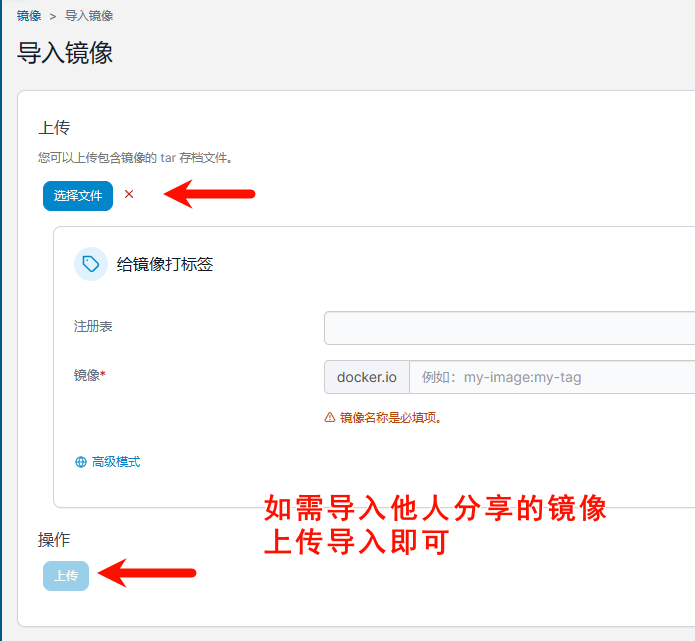 镜像 > 导入镜像
导入镜像
上传
您可以上传包含镜像的 tar 存档文件。
选择文件 ×
给镜像打标签
注册表
镜像*
docker.io 例如：my-image:my-tag
镜像名称是必填项。
高级模式
如需导入他人分享的镜像
上传导入即可
操作
上传